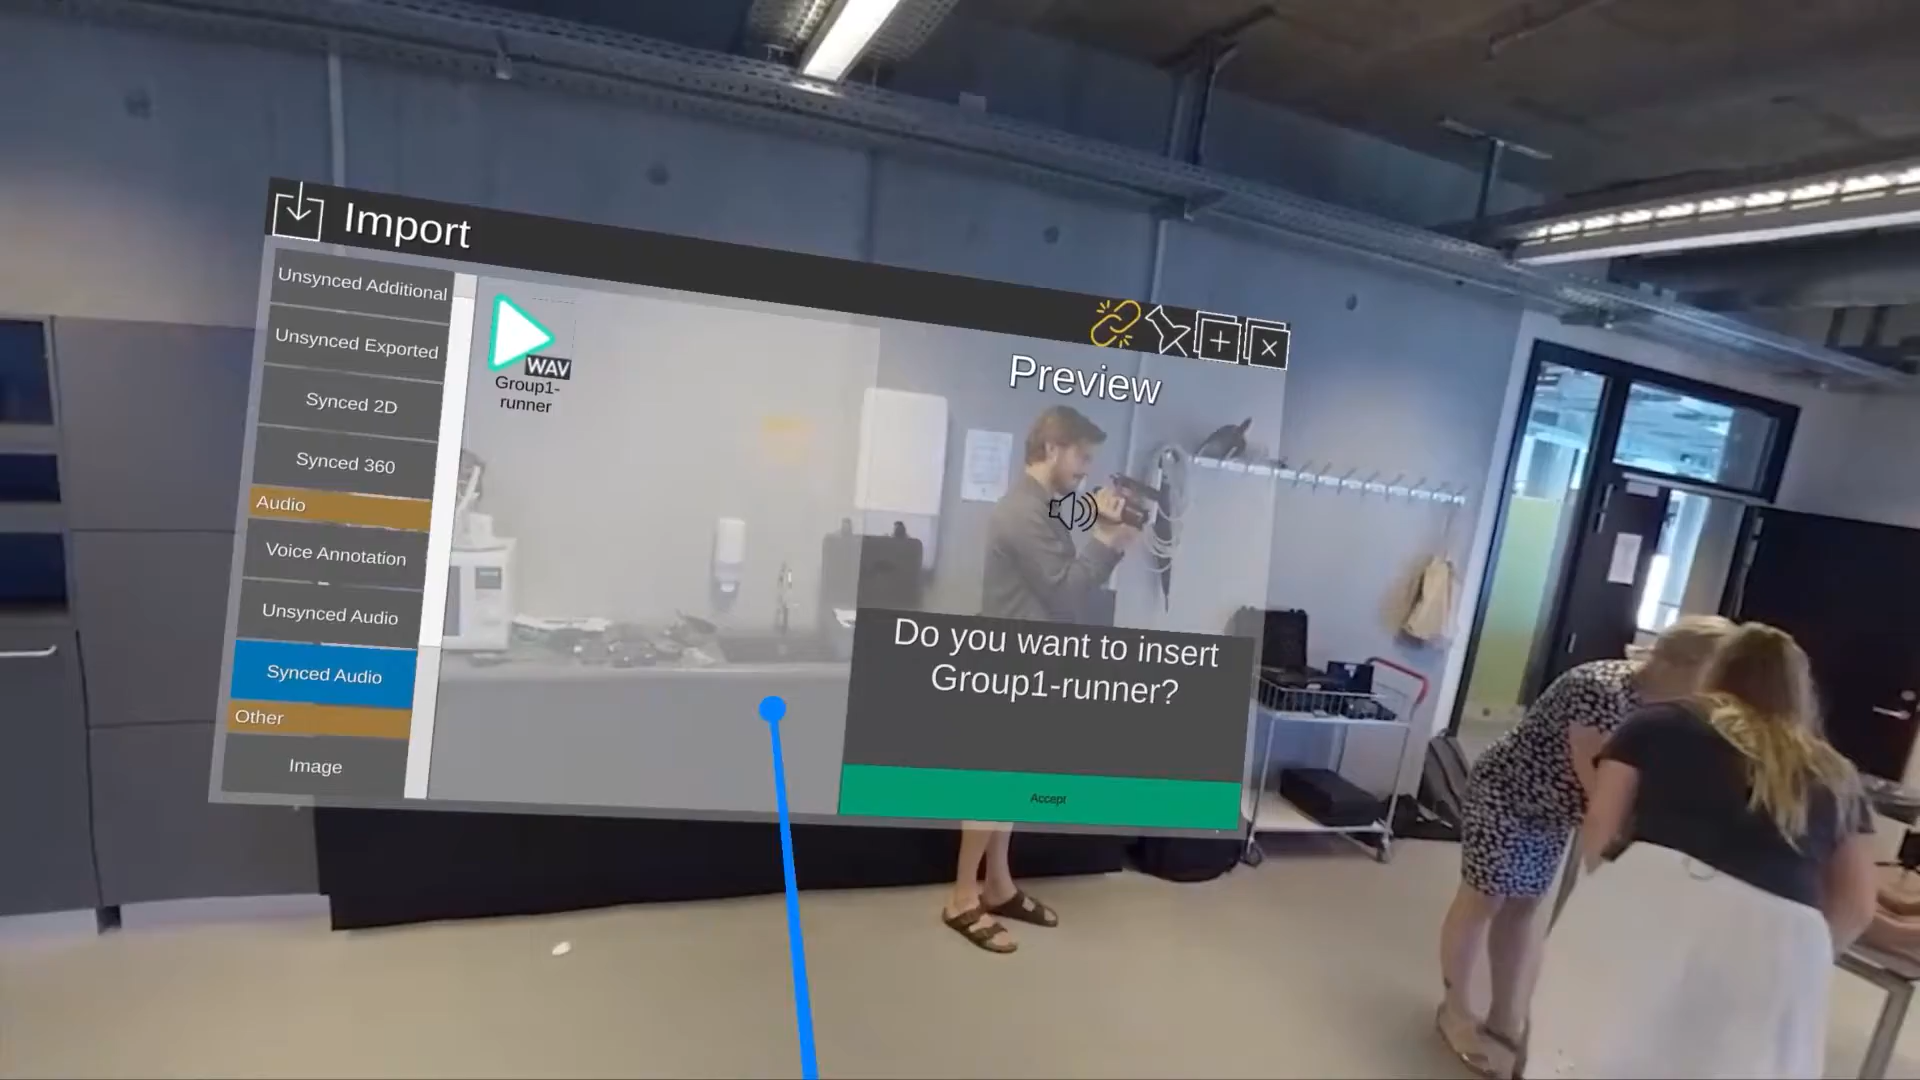 Import
Unsynced Additional
Unsynced Exported
Synced 2D
Synced 360
Audio
Voice Annotation
Unsynced Audio
Synced Audio
Other
Image
WAV
Group1-
runner
Preview
Do you want to insert
Group1-runner?
Accept